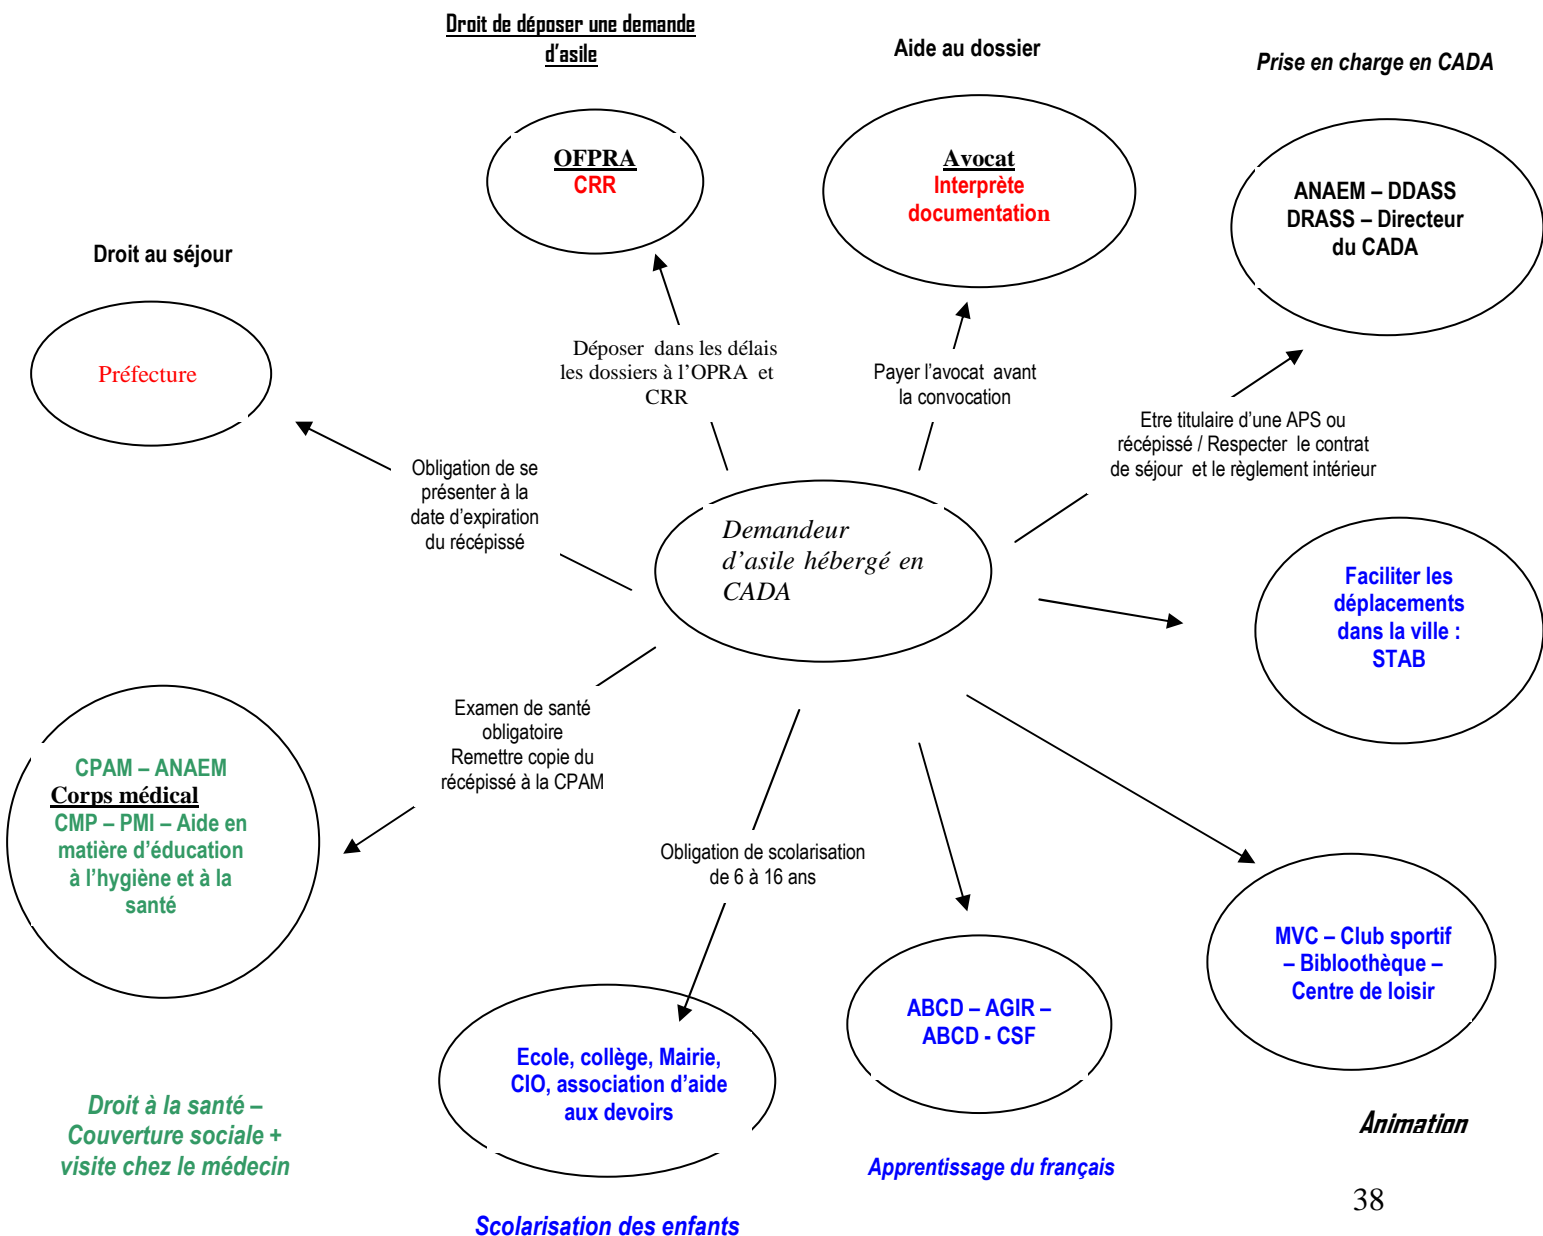 Droit de déposer une demande
d'asile
Aide au dossier
Prise en charge en CADA
OFPRA
CRR
Avocat
Interprète
documentation
ANAEM – DDASS
DRASS – Directeur
du CADA
Droit au séjour
Préfecture
Déposer dans les délais
les dossiers à l'OPRA et
CRR
Payer l'avocat avant
la convocation
Etre titulaire d'une APS ou
récépissé / Respecter le contrat
de séjour et le règlement intérieur
Obligation de se
présenter à la
date d'expiration
du récépissé
Demandeur
d'asile hébergé en
CADA
Faciliter les
déplacements
dans la ville :
STAB
Examen de santé
obligatoire
Remettre copie du
récépissé à la CPAM
CPAM – ANAEM
Corps médical
CMP – PMI – Aide en
matière d'éducation
à l'hygiène et à la
santé
Obligation de scolarisation
de 6 à 16 ans
MVC – Club sportif
– Bibloothèque –
Centre de loisir
ABCD – AGIR –
ABCD - CSF
Ecole, collège, Mairie,
CIO, association d'aide
aux devoirs
Droit à la santé –
Couverture sociale +
visite chez le médecin
Animation
Apprentissage du français
Scolarisation des enfants
38